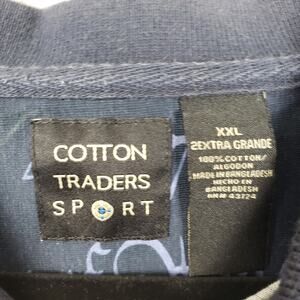 COTTON
TRADERS
SPORT
XXL
2EXTRA GRANDE
100% COTTON/
ALGODON
MADE IN BANGLADESH
HECHO EN
BANGLADESH
RN# 43724